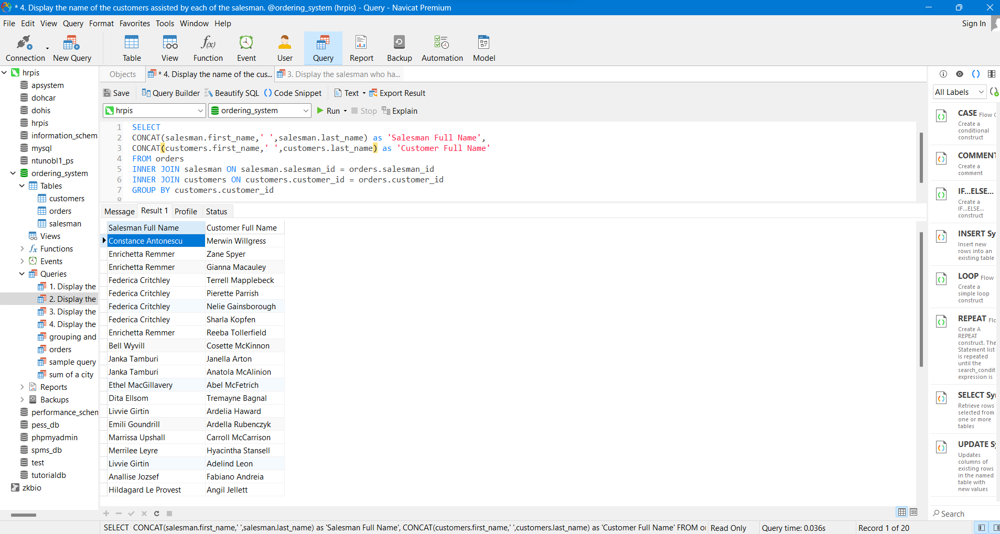 * 4. Display the name of the customers assisted by each of the salesman. @ordering_system (hrpis) - Query - Navicat Premium
File Edit View Query Format Favorites Tools Window Help
Sign In
Connection New Query Table View Function Event User Query Report Backup Automation Model
hrpis
apsystem
dohcar
dohis
hrpis
information_schem
mysql
ntunobl1_ps
ordering_system
Tables
customers
orders
salesman
Views
Functions
Events
Queries
1. Display the
2. Display the
3. Display the
4. Display the
grouping and
orders
sample query
sum of a city
Reports
Backups
performance_schem
pess_db
phpmyadmin
spms_db
test
tutorialdb
zkbio
Objects * 4. Display the name of the cus... 3. Display the salesman who ha...
Save Query Builder Beautify SQL Code Snippet Text Export Result
hrpis ordering_system Run Stop Explain
1 SELECT
2 CONCAT(salesman.first_name,' ',salesman.last_name) as 'Salesman Full Name',
3 CONCAT(customers.first_name,' ',customers.last_name) as 'Customer Full Name'
4 FROM orders
5 INNER JOIN salesman ON salesman.salesman_id = orders.salesman_id
6 INNER JOIN customers ON customers.customer_id = orders.customer_id
7 GROUP BY customers.customer_id
8
Message Result 1 Profile Status
Salesman Full Name Customer Full Name
Constance Antonescu Merwin Willgress
Enrichetta Remmer Zane Spyer
Enrichetta Remmer Gianna Macauley
Federica Critchley Terrell Mapplebeck
Federica Critchley Pierette Parrish
Federica Critchley Nelie Gainsborough
Federica Critchley Sharla Kopfen
Enrichetta Remmer Reeba Tollerfield
Bell Wyvill Cosette McKinnon
Janka Tamburi Janella Arton
Janka Tamburi Anatola McAlinion
Ethel MacGillavery Abel McFetrich
Dita Ellsom Tremayne Bagnal
Livvie Girtin Ardelia Haward
Emili Goundrill Ardella Rubenczyk
Marrissa Upshall Carroll McCarrison
Merrilee Leyre Hyacintha Stansell
Livvie Girtin Adelind Leon
Anallise Jozsef Fabiano Andreia
Hildagard Le Provest Angil Jellett
All Labels
CASE Flow C
Create a
conditional
construct
COMMENT
Create a
comment
IF...ELSE...
Create a
IF...ELSE...
construct
INSERT Sy
Insert new
rows into an
existing table
LOOP Flow
Create a
simple loop
construct
REPEAT Flo
Create A
REPEAT
construct. The
Statement list
is repeated
until the
search_condit
expression is
SELECT Sy
Retrieve rows
selected from
one or more
tables
UPDATE S
Updates
columns of
existing rows
in the named
table with
new values
Search
SELECT CONCAT(salesman.first_name,' ',salesman.last_name) as 'Salesman Full Name', CONCAT(customers.first_name,' ',customers.last_name) as 'Customer Full Name' FROM or Read Only Query time: 0.036s Record 1 of 20